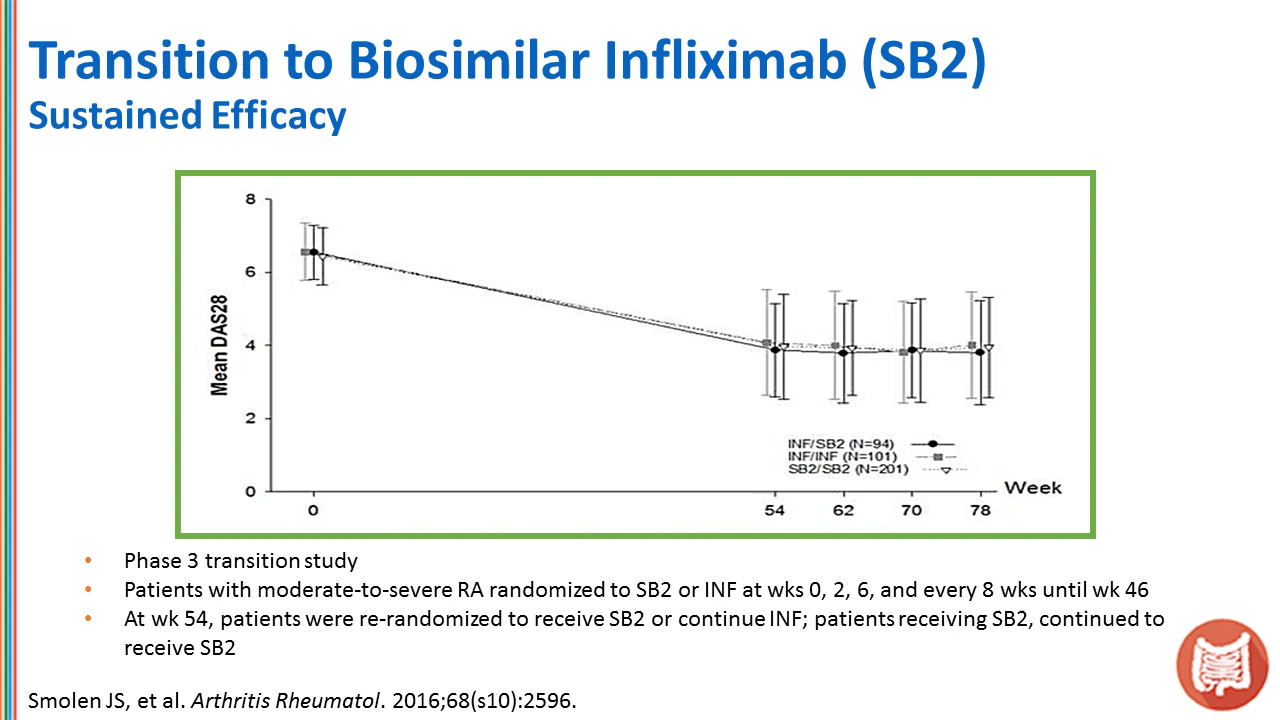 Transition to Biosimilar Infliximab (SB2)
Sustained Efficacy
8
6
4
2
0
Mean DAS28
INF/SB2 (N=94)
INF/INF (N=101)
SB2/SB2 (N=201)
Week
0 54 62 70 78
• Phase 3 transition study
• Patients with moderate-to-severe RA randomized to SB2 or INF at wks 0, 2, 6, and every 8 wks until wk 46
• At wk 54, patients were re-randomized to receive SB2 or continue INF; patients receiving SB2, continued to
receive SB2
Smolen JS, et al. Arthritis Rheumatol. 2016;68(s10):2596.